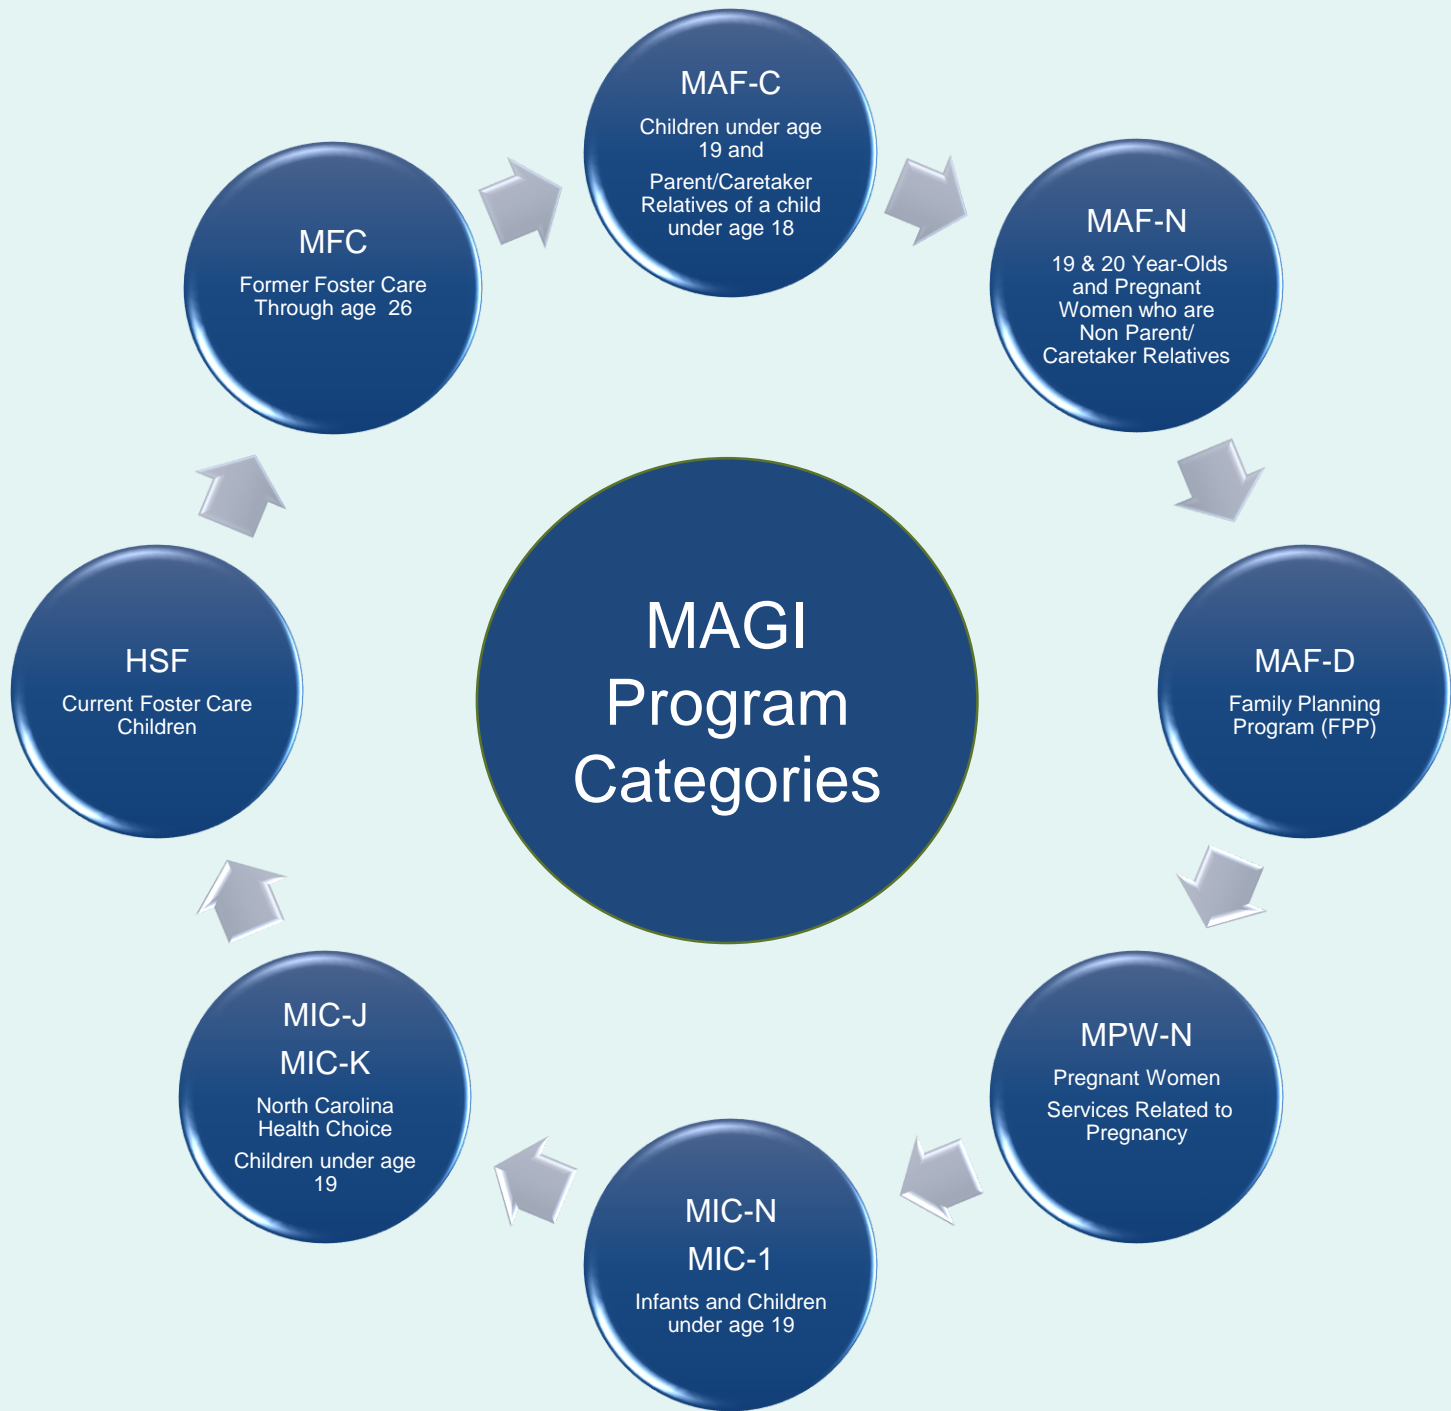 MAF-C
Children under age
19 and
Parent/Caretaker
Relatives of a child
under age 18
MAF-N
19 & 20 Year-Olds
and Pregnant
Women who are
Non Parent/
Caretaker Relatives
MAF-D
Family Planning
Program (FPP)
MPW-N
Pregnant Women
Services Related to
Pregnancy
MIC-N
MIC-1
Infants and Children
under age 19
MIC-J
MIC-K
North Carolina
Health Choice
Children under age
19
HSF
Current Foster Care
Children
MFC
Former Foster Care
Through age 26
MAGI
Program
Categories